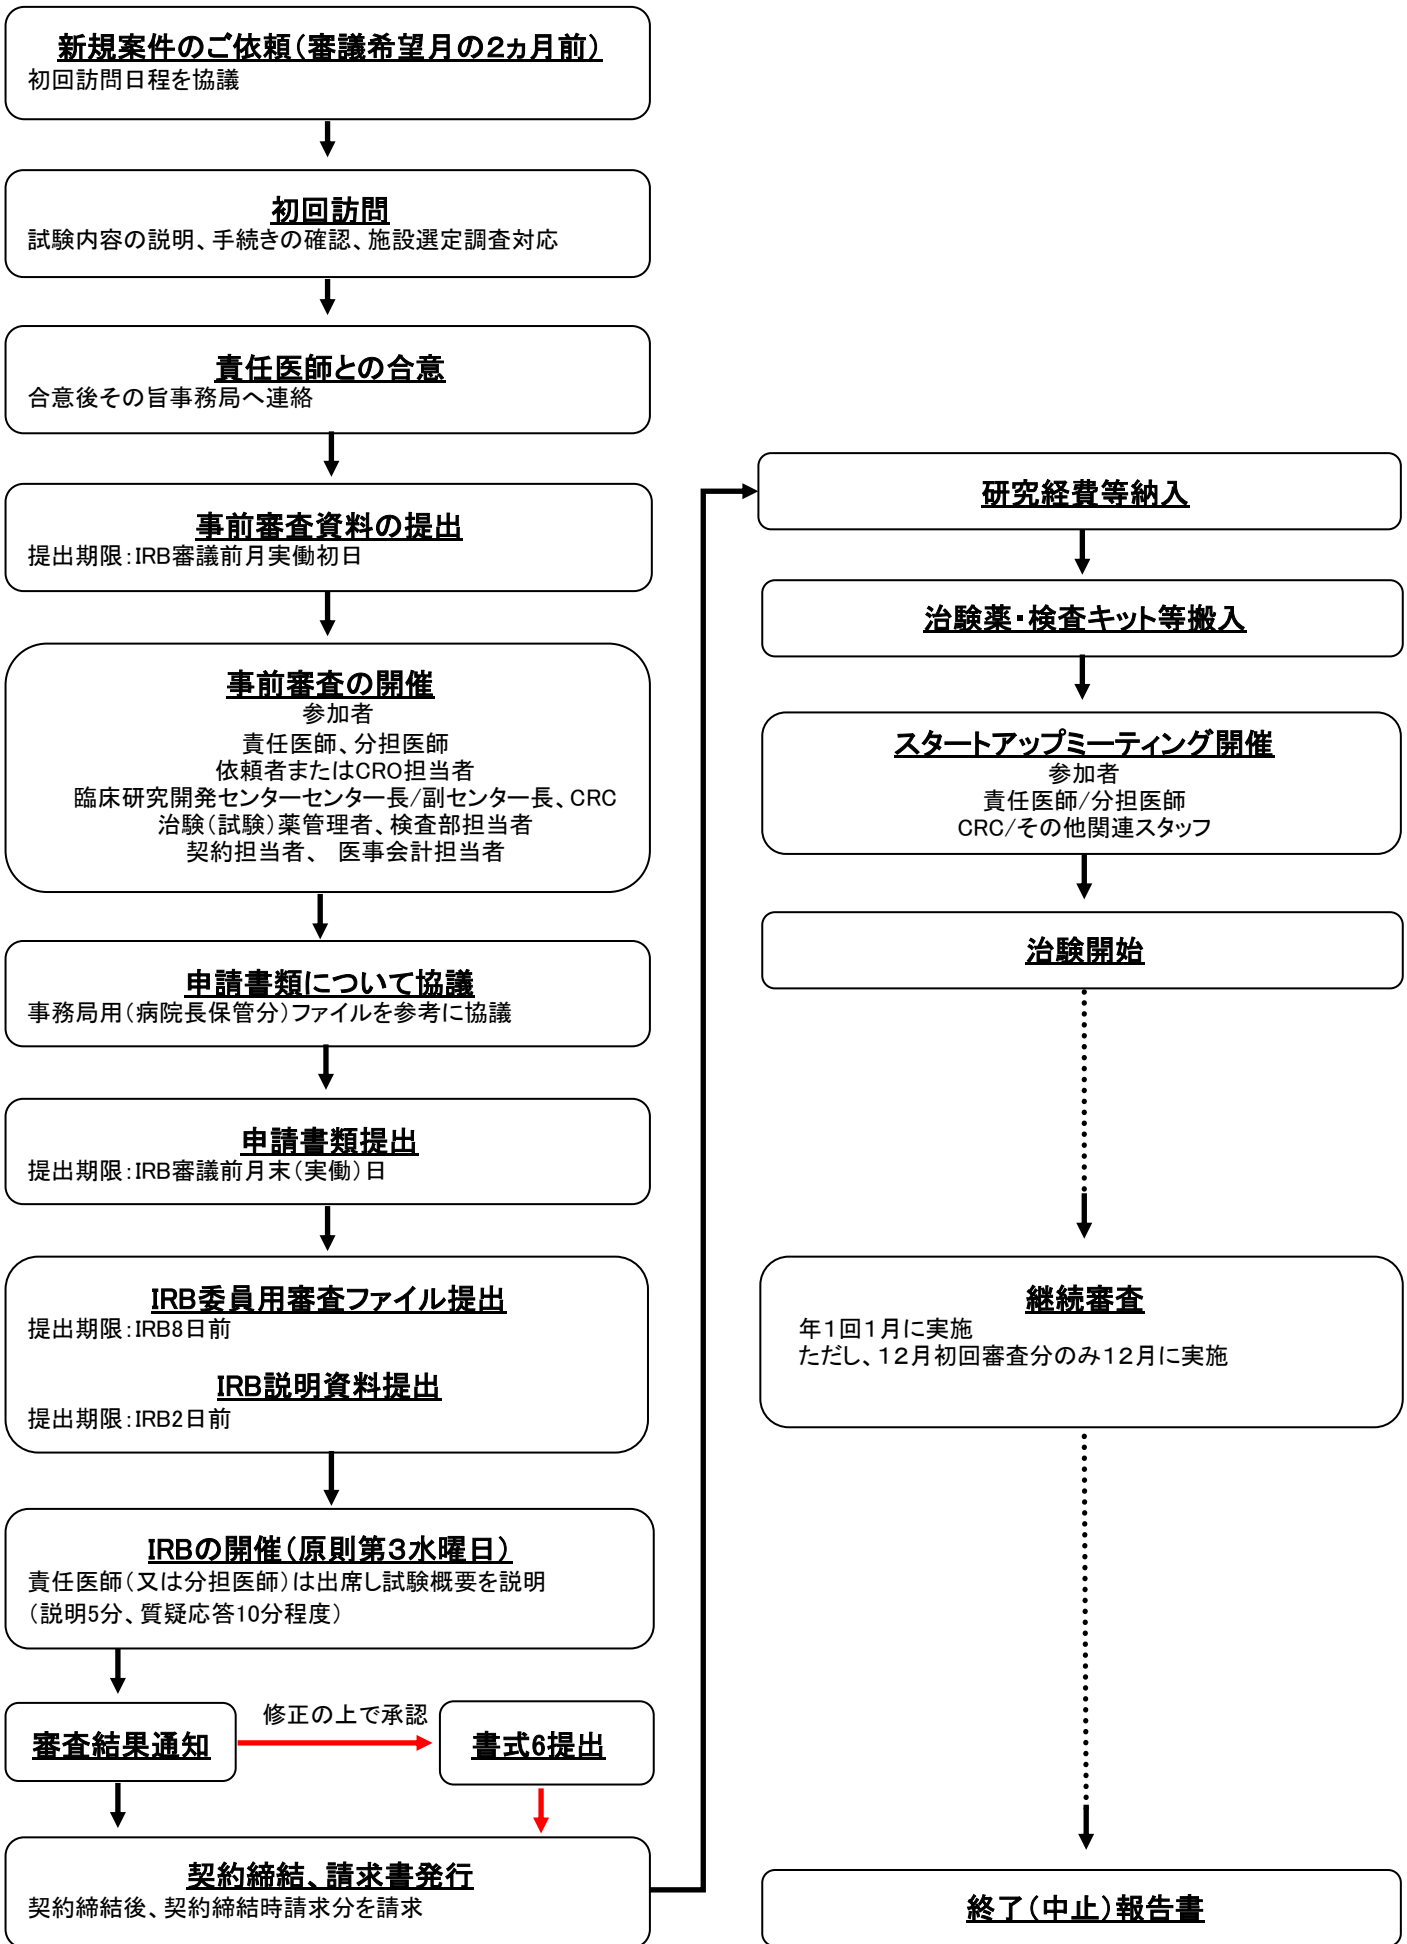 新規案件のご依頼（審議希望月の２ヵ月前）
初回訪問日程を協議
初回訪問
試験内容の説明、手続きの確認、施設選定調査対応
責任医師との合意
合意後その旨事務局へ連絡
事前審査資料の提出
提出期限：IRB審議前月実働初日
事前審査の開催
参加者
責任医師、分担医師
依頼者またはCRO担当者
臨床研究開発センターセンター長/副センター長、CRC
治験（試験）薬管理者、検査部担当者
契約担当者、 医事会計担当者
申請書類について協議
事務局用（病院長保管分）ファイルを参考に協議
申請書類提出
提出期限：IRB審議前月末（実働）日
IRB委員用審査ファイル提出
提出期限：IRB8日前
IRB説明資料提出
提出期限：IRB2日前
IRBの開催（原則第３水曜日）
責任医師（又は分担医師）は出席し試験概要を説明
（説明5分、質疑応答10分程度）
審査結果通知
修正の上で承認
書式6提出
契約締結、請求書発行
契約締結後、契約締結時請求分を請求
研究経費等納入
治験薬・検査キット等搬入
スタートアップミーティング開催
参加者
責任医師/分担医師
CRC/その他関連スタッフ
治験開始
継続審査
年１回１月に実施
ただし、１２月初回審査分のみ１２月に実施
終了（中止）報告書